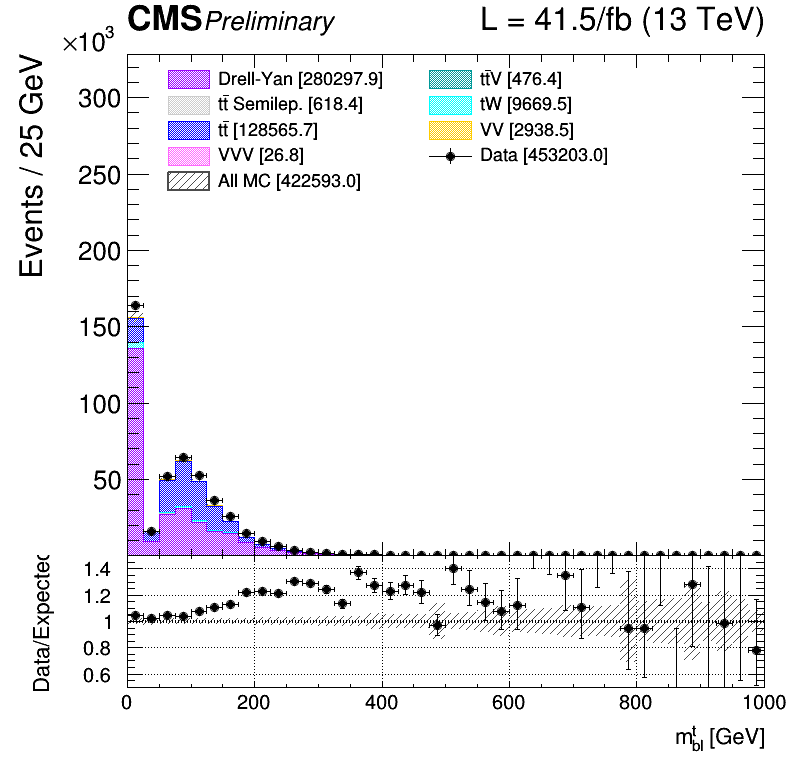 CMS Preliminary L = 41.5/fb (13 TeV)
×10³
Events / 25 GeV
300
250
200
150
100
50
Drell-Yan [280297.9]
tt̄ Semilep. [618.4]
tt̄ [128565.7]
VVV [26.8]
All MC [422593.0]
tt̄V [476.4]
tW [9669.5]
VV [2938.5]
Data [453203.0]
Data/Expected
1.4
1.2
1
0.8
0.6
0 200 400 600 800 1000
m^t_bl [GeV]